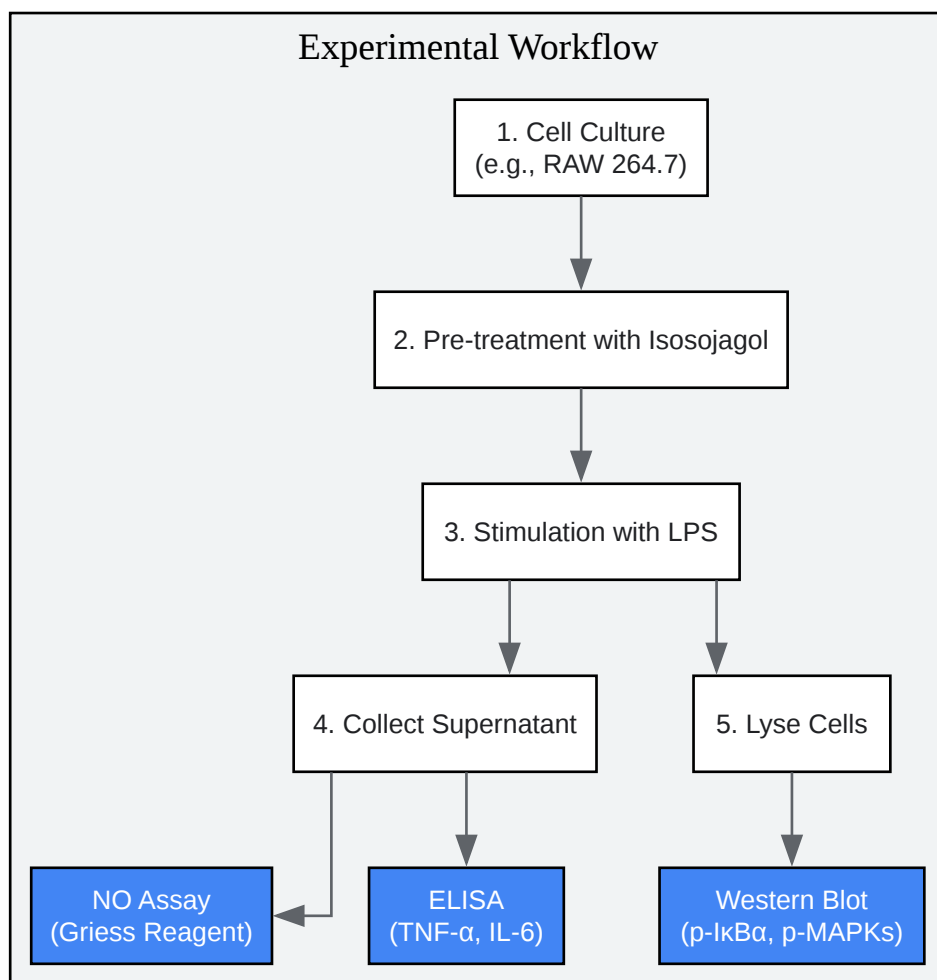 Experimental Workflow
1. Cell Culture
(e.g., RAW 264.7)
2. Pre-treatment with Isosojagol
3. Stimulation with LPS
4. Collect Supernatant
5. Lyse Cells
NO Assay
(Griess Reagent)
ELISA
(TNF-α, IL-6)
Western Blot
(p-IκBα, p-MAPKs)